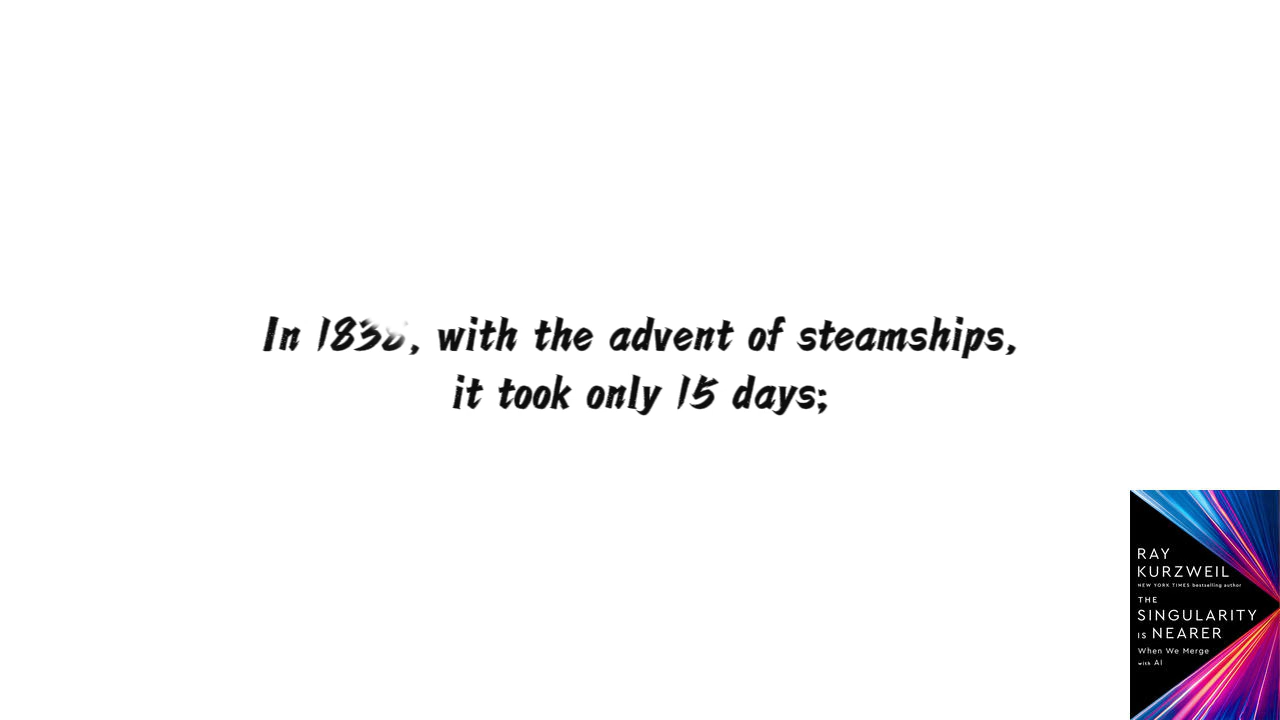 In 183, with the advent of steamships,
it took only 15 days;
RAY
KURZWEIL
NEW YORK TIMES bestselling author
THE
SINGULARITY
IS NEARER
When We Merge
with AI